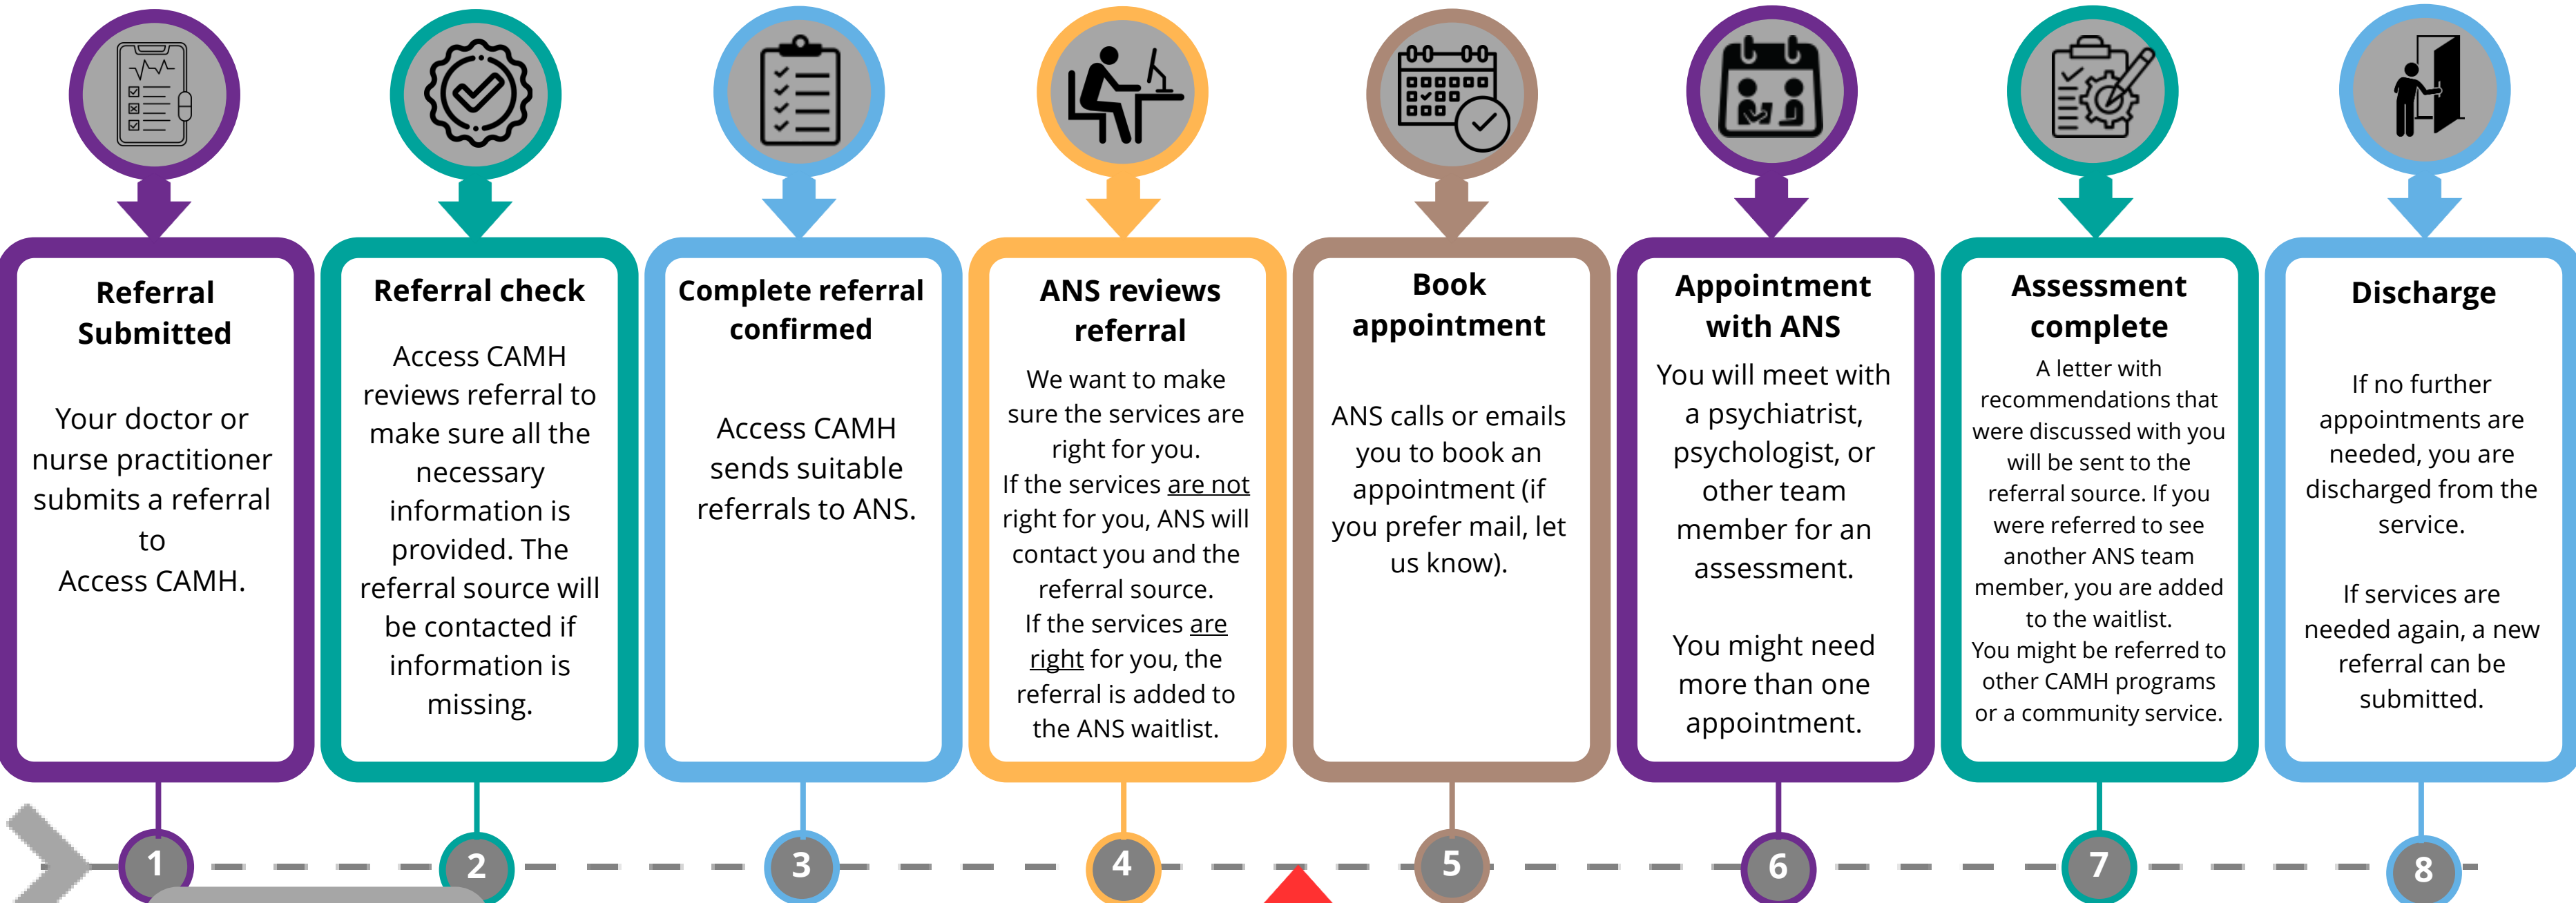 Referral
Submitted
Your doctor or
nurse practitioner
submits a referral
to
Access CAMH.
Referral check
Access CAMH
reviews referral to
make sure all the
necessary
information is
provided. The
referral source will
be contacted if
information is
missing.
Complete referral
confirmed
Access CAMH
sends suitable
referrals to ANS.
ANS reviews
referral
We want to make
sure the services are
right for you.
If the services are not
right for you, ANS will
contact you and the
referral source.
If the services are
right for you, the
referral is added to
the ANS waitlist.
Book
appointment
ANS calls or emails
you to book an
appointment (if
you prefer mail, let
us know).
Appointment
with ANS
You will meet with
a psychiatrist,
psychologist, or
other team
member for an
assessment.
You might need
more than one
appointment.
Assessment
complete
A letter with
recommendations that
were discussed with you
will be sent to the
referral source. If you
were referred to see
another ANS team
member, you are added
to the waitlist.
You might be referred to
other CAMH programs
or a community service.
Discharge
If no further
appointments are
needed, you are
discharged from the
service.
If services are
needed again, a new
referral can be
submitted.
1
2
3
4
5
6
7
8